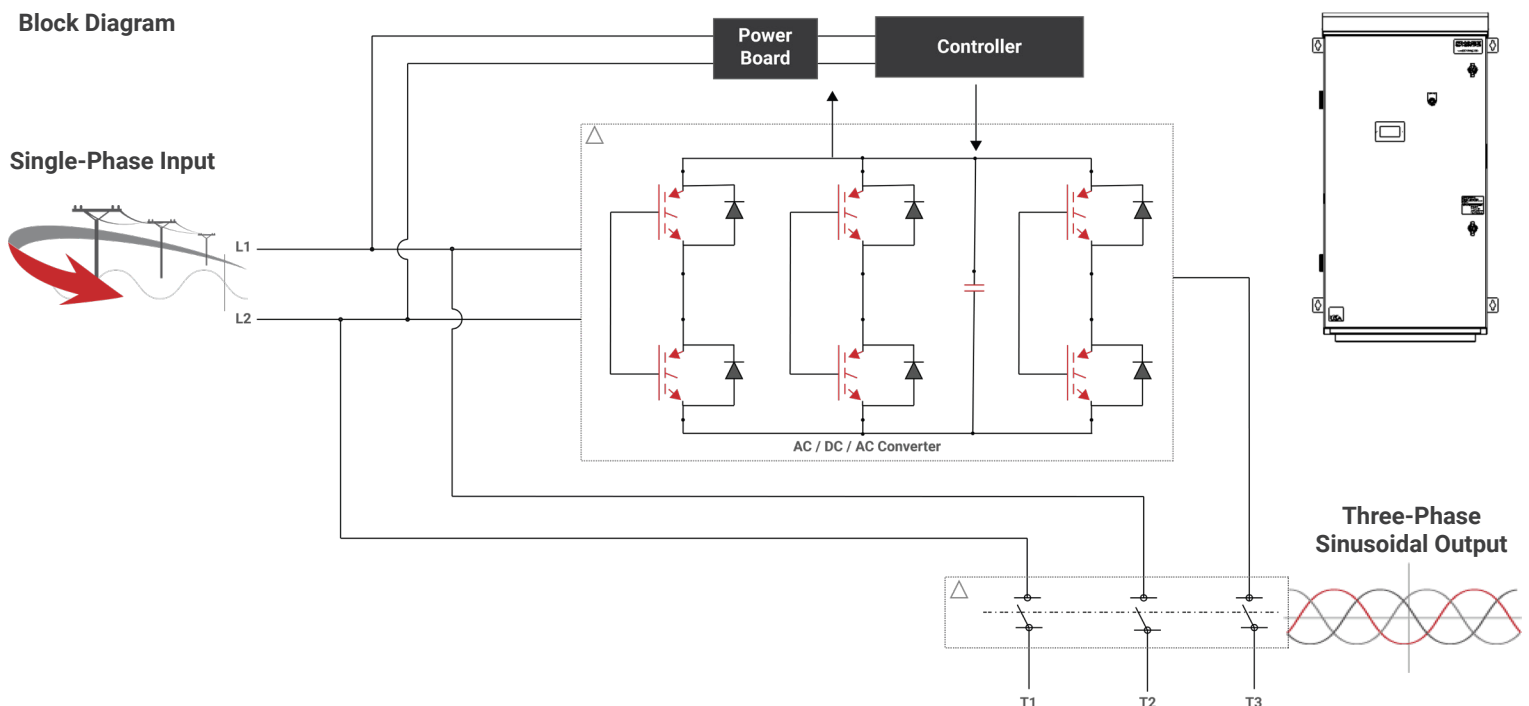 Block Diagram
Power
Board
Controller
Single-Phase Input
L1
L2
AC / DC / AC Converter
Three-Phase
Sinusoidal Output
T1
T2
T3